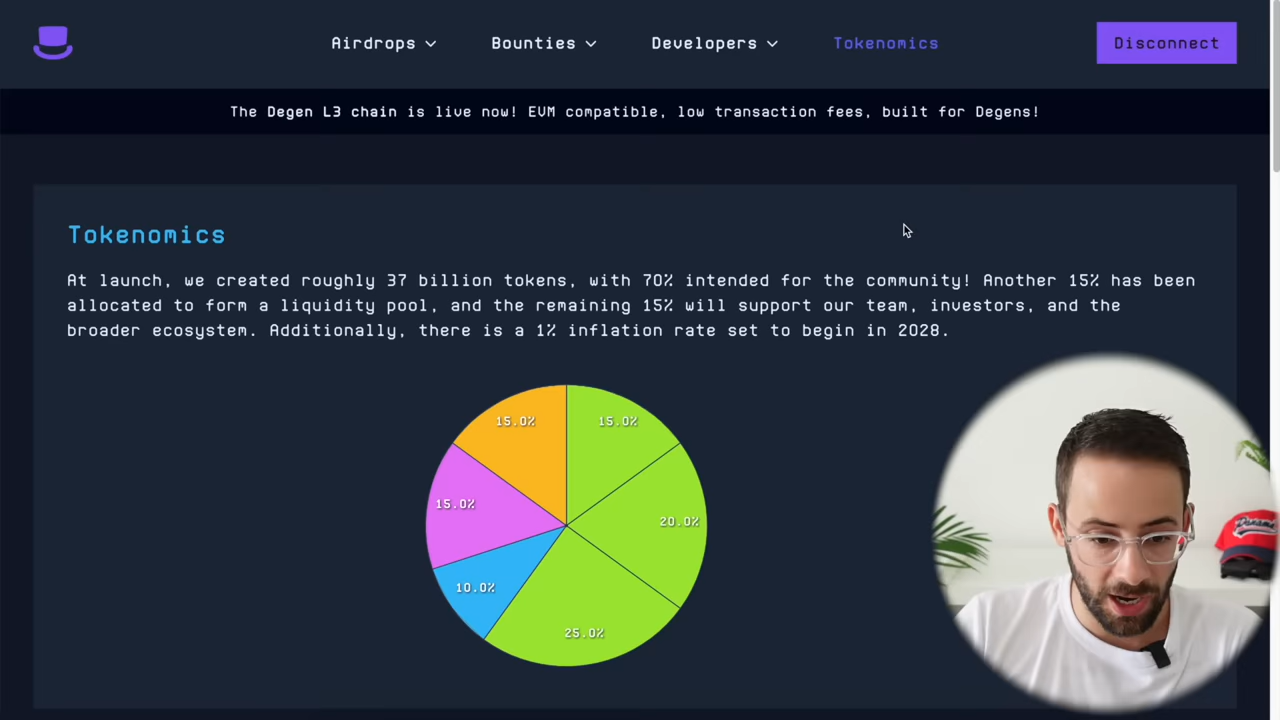 Airdrops Bounties Developers Tokenomics Disconnect
The Degen L3 chain is live now! EVM compatible, low transaction fees, built for Degens!
Tokenomics
At launch, we created roughly 37 billion tokens, with 70% intended for the community! Another 15% has been
allocated to form a liquidity pool, and the remaining 15% will support our team, investors, and the
broader ecosystem. Additionally, there is a 1% inflation rate set to begin in 2028.
15.0% 15.0%
15.0% 20.0%
10.0%
25.0%